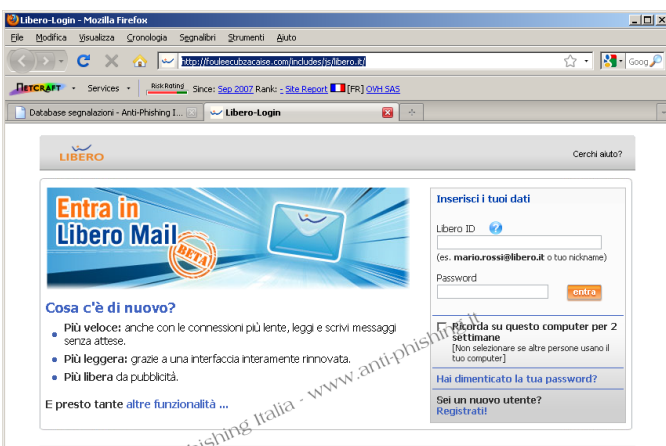 Libero-Login - Mozilla Firefox
File Modifica Visualizza Cronologia Segnalibri Strumenti Aiuto
http://fouleecubzacaise.com/includes/js/libero.it/
Goog
NETCRAFT Services Risk Rating Since: Sep 2007 Rank: - Site Report [FR] OVH SAS
Database segnalazioni - Anti-Phishing I... Libero-Login
LIBERO
Cerchi aiuto?
Entra in
Libero Mail
BETA
Cosa c'è di nuovo?
Più veloce: anche con le connessioni più lente, leggi e scrivi messaggi
senza attese.
Più leggera: grazie a una interfaccia interamente rinnovata.
Più libera da pubblicità.
E presto tante altre funzionalità ...
Inserisci i tuoi dati
Libero ID ?
(es. mario.rossi@libero.it o tuo nickname)
Password
entra
Ricorda su questo computer per 2
settimane
[Non selezionare se altre persone usano il
tuo computer]
Hai dimenticato la tua password?
Sei un nuovo utente?
Registrati!
ishing Italia - www.anti-phishing.it